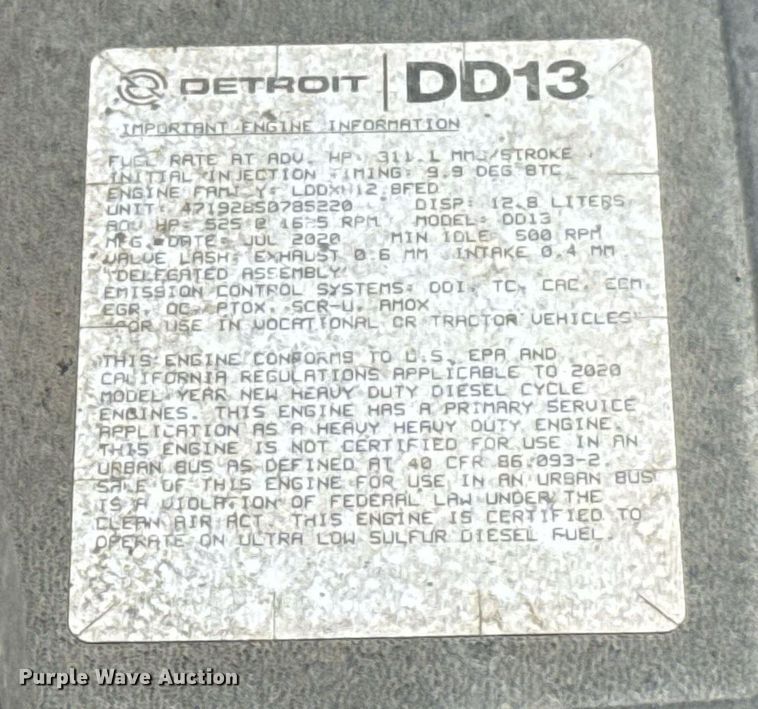 DETROIT DD13
IMPORTANT ENGINE INFORMATION
FUEL RATE AT ADV. HP: 311.1 MM3/STROKE
INITIAL INJECTION TIMING: 9.9 DEG BTC
ENGINE FAMILY: LDDXH12.8FED
UNIT: 471928S0785220 DISP: 12.8 LITERS
ADV HP: 525 @ 1625 RPM MODEL: DD13
MFG. DATE: JUL 2020 MIN IDLE: 500 RPM
VALVE LASH: EXHAUST 0.6 MM INTAKE 0.4 MM
"DELEGATED ASSEMBLY"
EMISSION CONTROL SYSTEMS: DDI, TC, CAC, ECM,
EGR, OC, PTOX, SCR-U, AMOX
"FOR USE IN VOCATIONAL OR TRACTOR VEHICLES"
THIS ENGINE CONFORMS TO U.S. EPA AND
CALIFORNIA REGULATIONS APPLICABLE TO 2020
MODEL YEAR NEW HEAVY DUTY DIESEL CYCLE
ENGINES. THIS ENGINE HAS A PRIMARY SERVICE
APPLICATION AS A HEAVY HEAVY DUTY ENGINE.
THIS ENGINE IS NOT CERTIFIED FOR USE IN AN
URBAN BUS AS DEFINED AT 40 CFR 86.093-2.
SALE OF THIS ENGINE FOR USE IN AN URBAN BUS
IS A VIOLATION OF FEDERAL LAW UNDER THE
CLEAN AIR ACT. THIS ENGINE IS CERTIFIED TO
OPERATE ON ULTRA LOW SULFUR DIESEL FUEL.
Purple Wave Auction